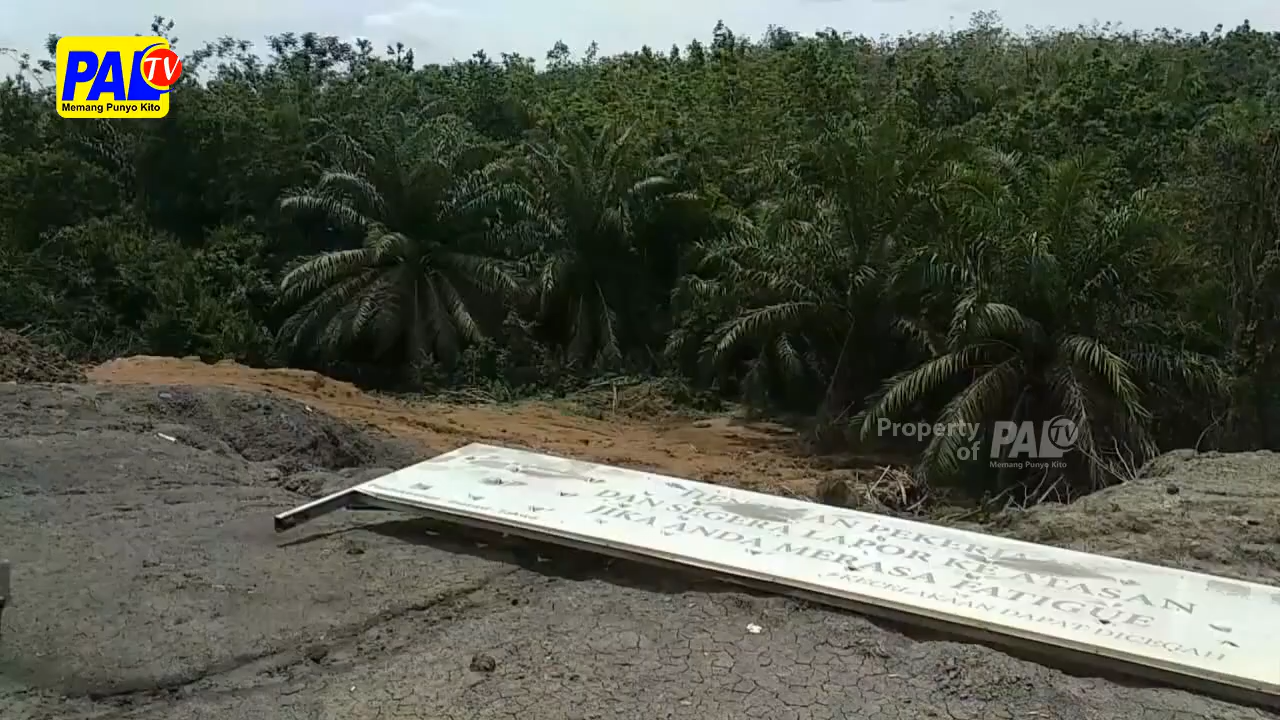 PAL TV
Memang Punyo Kito
DAN SEGERA LAPOR KE ATASAN
JIKA ANDA MERASA FATIGUE
KECELAKAAN DAPAT DICEGAH
Property
of PAL TV
Memang Punyo Kito